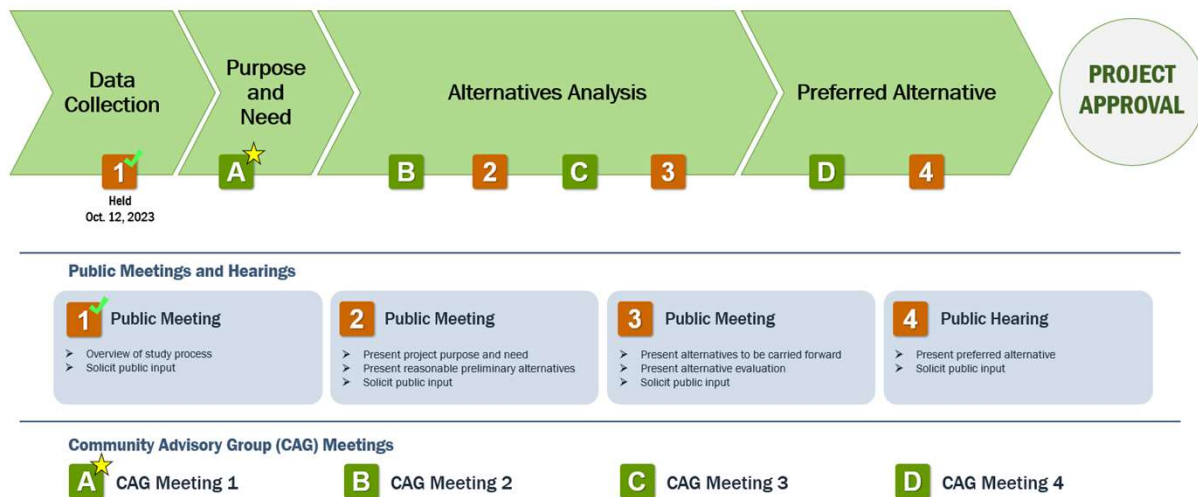 Data
Collection
Purpose
and
Need
Alternatives Analysis
Preferred Alternative
PROJECT
APPROVAL
1
A
B
2
C
3
D
4
Held
Oct. 12, 2023
Public Meetings and Hearings
1 Public Meeting
➤ Overview of study process
➤ Solicit public input
2 Public Meeting
➤ Present project purpose and need
➤ Present reasonable preliminary alternatives
➤ Solicit public input
3 Public Meeting
➤ Present alternatives to be carried forward
➤ Present alternative evaluation
➤ Solicit public input
4 Public Hearing
➤ Present preferred alternative
➤ Solicit public input
Community Advisory Group (CAG) Meetings
A CAG Meeting 1
B CAG Meeting 2
C CAG Meeting 3
D CAG Meeting 4